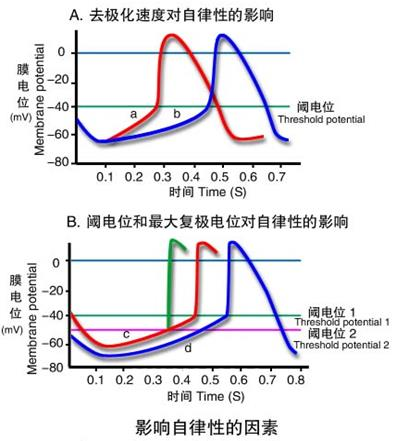 A. 去极化速度对自律性的影响
膜电位 (mV)
Membrane potential
0
-20
-40
-60
-80
a
b
阈电位
Threshold potential
0.1 0.2 0.3 0.4 0.5 0.6 0.7
时间 Time (S)
B. 阈电位和最大复极电位对自律性的影响
膜电位 (mV)
Membrane potential
0
-20
-40
-60
-80
c
d
阈电位 1
Threshold potential 1
阈电位 2
Threshold potential 2
0.1 0.2 0.3 0.4 0.5 0.6 0.7 0.8
时间 Time (S)
影响自律性的因素